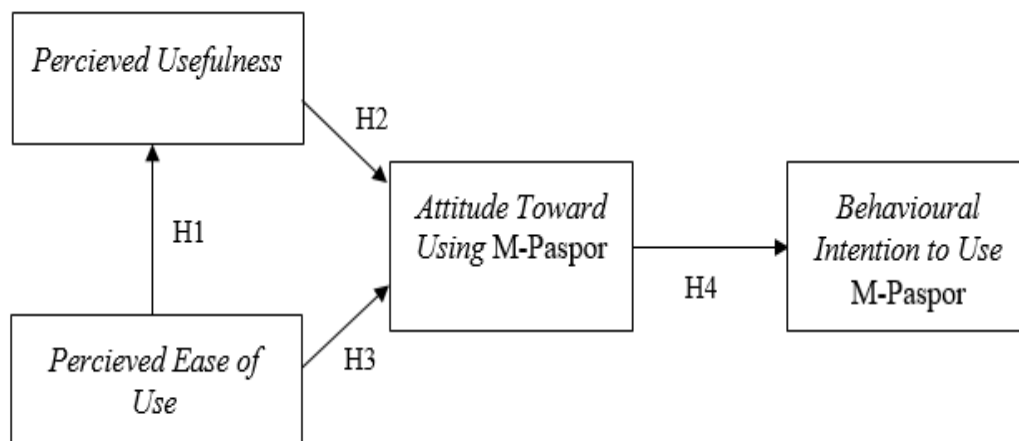 Percieved Usefulness
H2
H1
Attitude Toward
Using M-Paspor
H4
Behavioural
Intention to Use
M-Paspor
H3
Percieved Ease of
Use